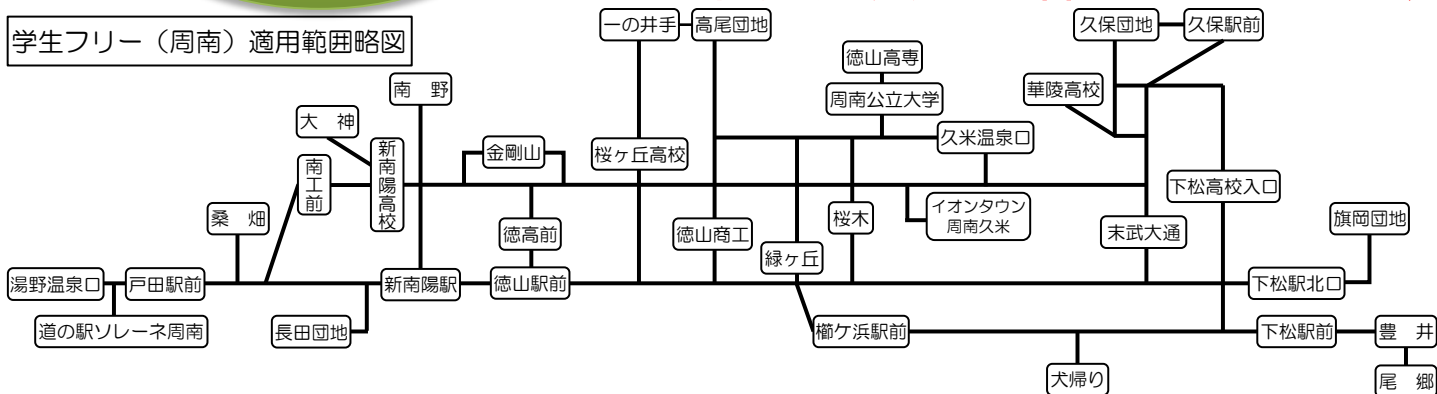 学生フリー（周南）適用範囲略図
一の井手
高尾団地
久保団地
久保駅前
徳山高専
周南公立大学
華陵高校
南　野
大　神
新南陽高校
南工前
金剛山
桜ヶ丘高校
久米温泉口
下松高校入口
桑　畑
徳高前
徳山商工
緑ヶ丘
桜木
イオンタウン
周南久米
末武大通
旗岡団地
湯野温泉口
戸田駅前
新南陽駅
徳山駅前
下松駅北口
道の駅ソレーネ周南
長田団地
櫛ケ浜駅前
下松駅前
豊　井
犬帰り
尾　郷